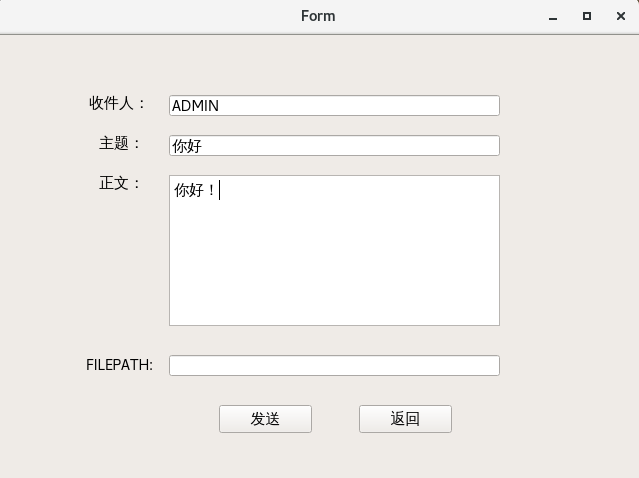 Form
收件人： ADMIN
主题： 你好
正文： 你好！
FILEPATH:
发送 返回